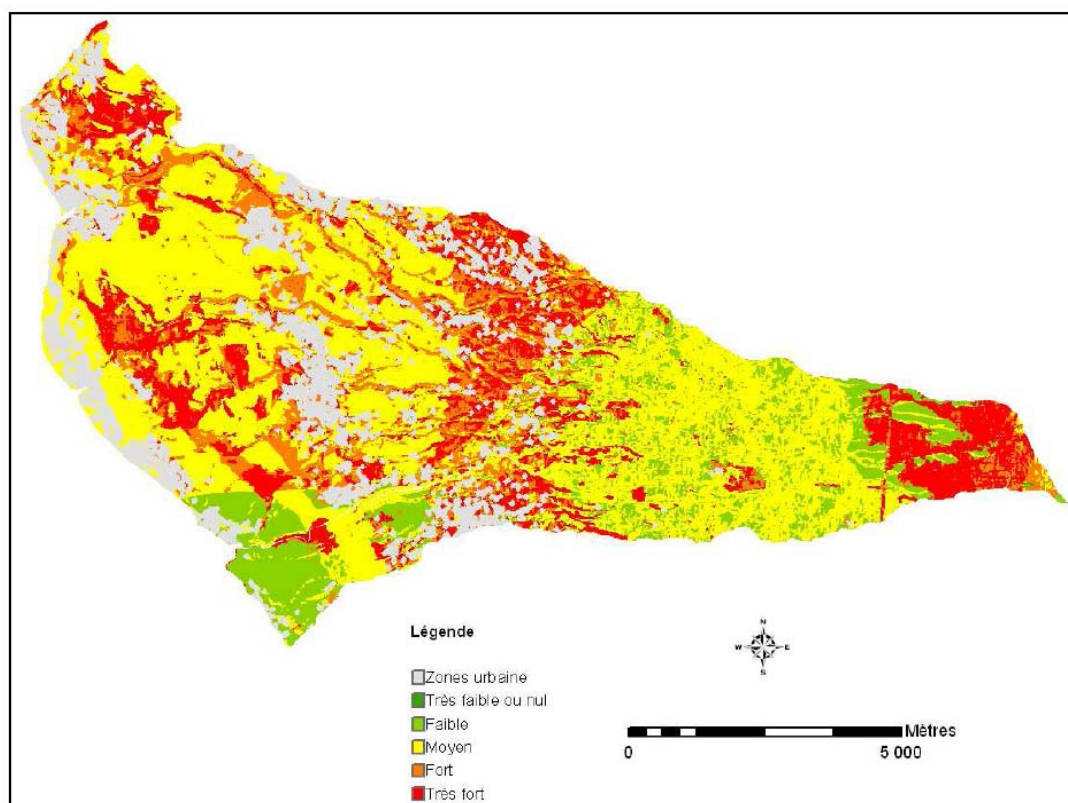 Légende
N
W E
S
Zones urbaine
Très faible ou nul
Faible
Moyen
Fort
Très fort
Mètres
0 5 000